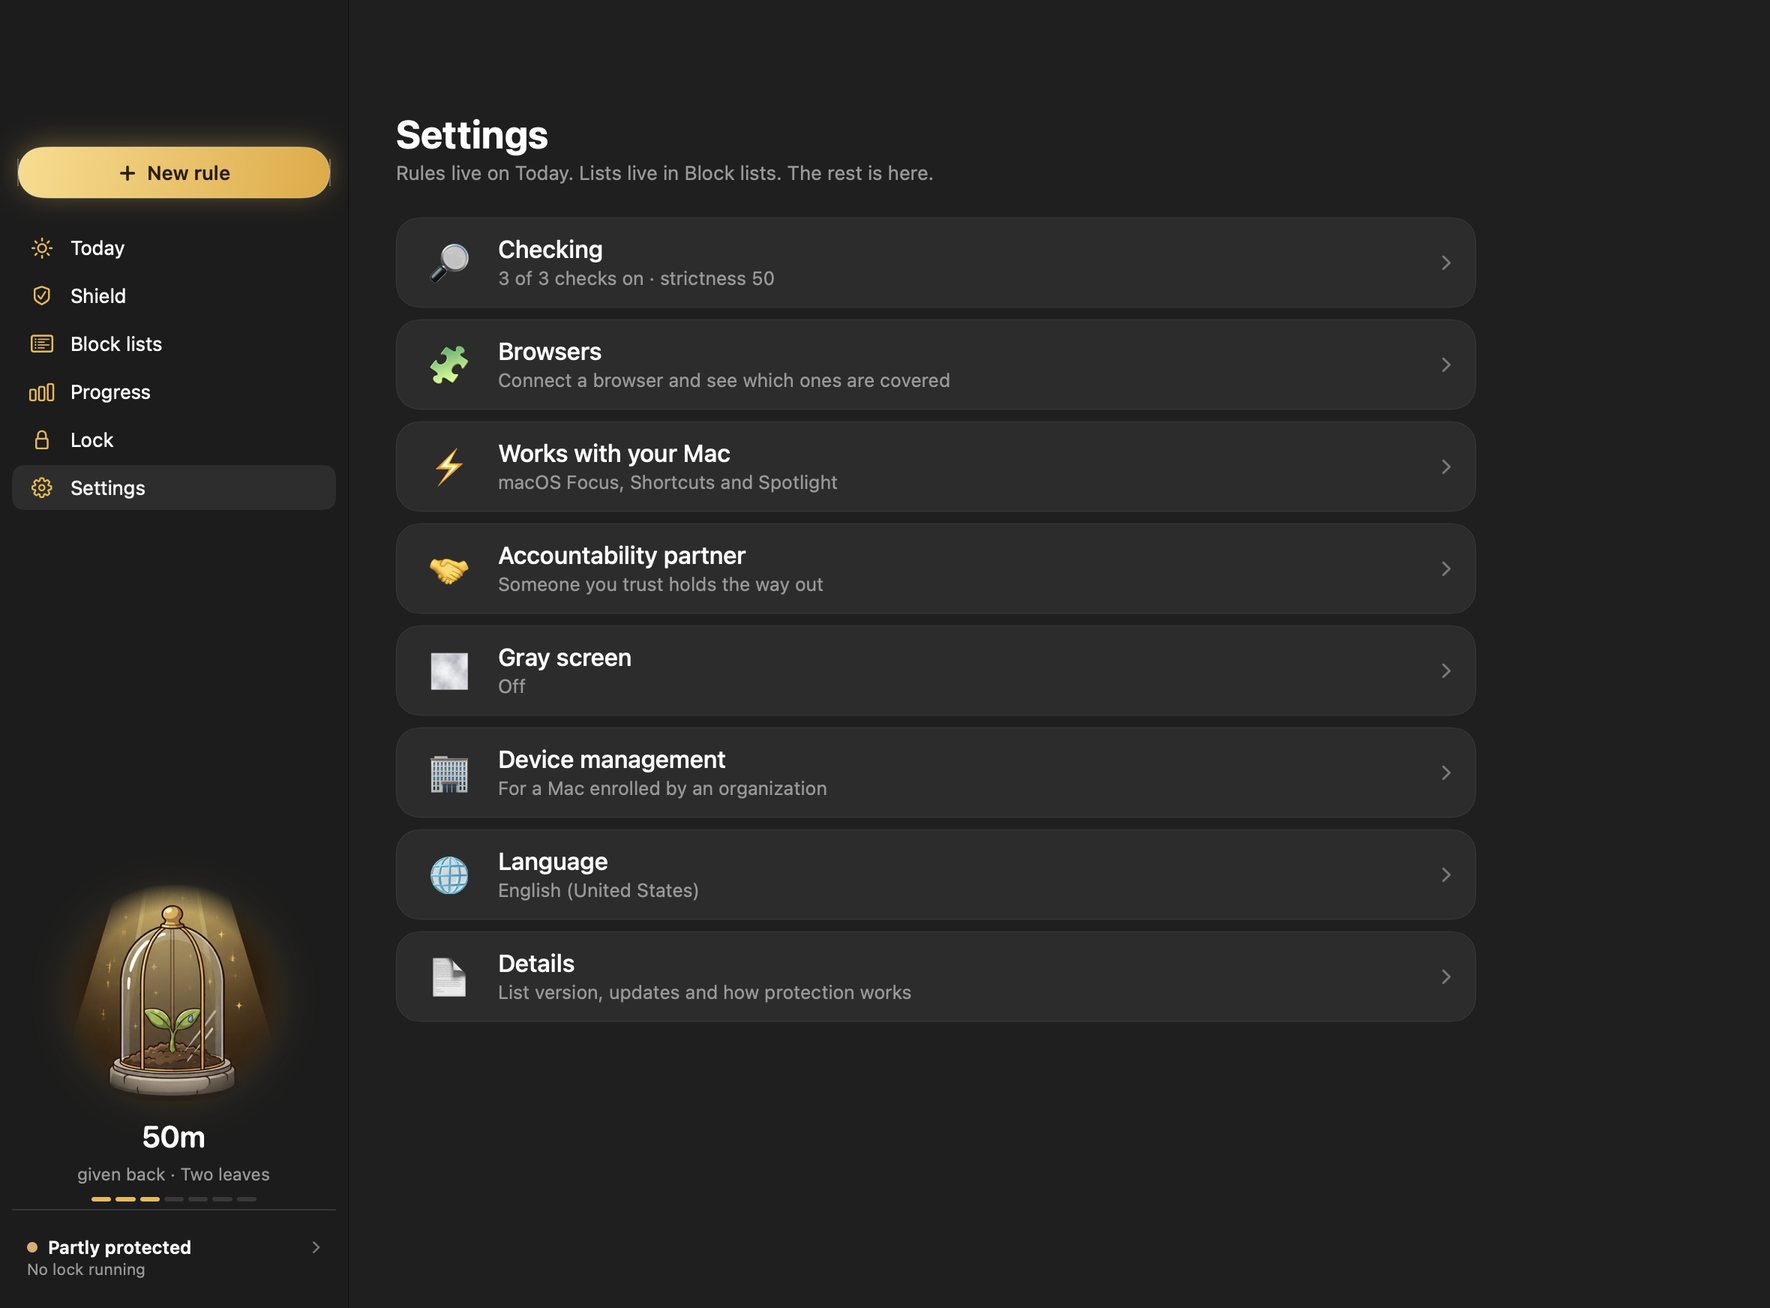 New rule
Today
Shield
Block lists
Progress
Lock
Settings
50m
given back · Two leaves
Partly protected
No lock running
Settings
Rules live on Today. Lists live in Block lists. The rest is here.
Checking
3 of 3 checks on · strictness 50
Browsers
Connect a browser and see which ones are covered
Works with your Mac
macOS Focus, Shortcuts and Spotlight
Accountability partner
Someone you trust holds the way out
Gray screen
Off
Device management
For a Mac enrolled by an organization
Language
English (United States)
Details
List version, updates and how protection works